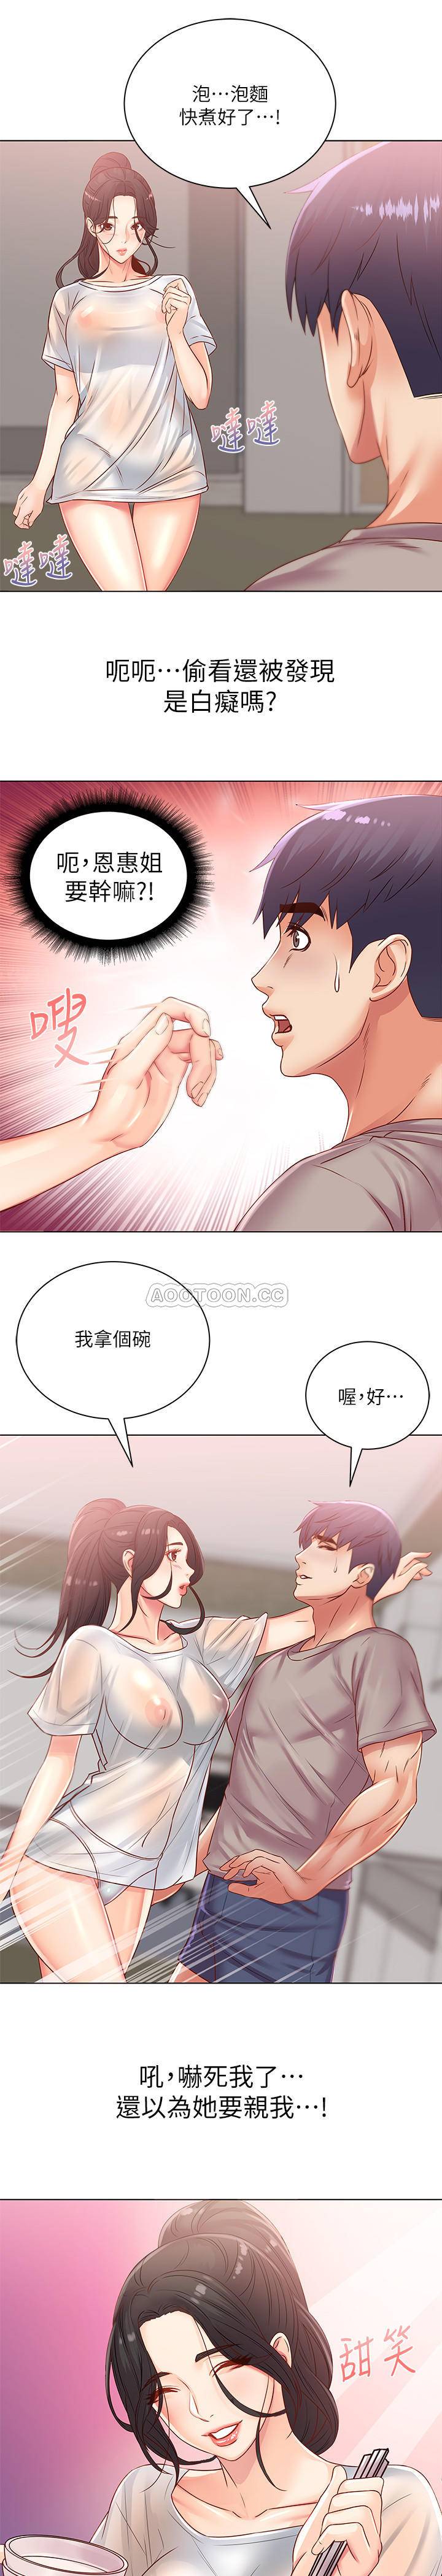 泡⋯泡麵
快煮好了⋯!
噠噠
噠噠
呃呃⋯偷看還被發現
是白癡嗎?
呃,恩惠姐
要幹嘛?!
嗖
AOOTOON.CC
我拿個碗
喔,好⋯
吼,嚇死我了⋯
還以為她要親我⋯!
甜笑